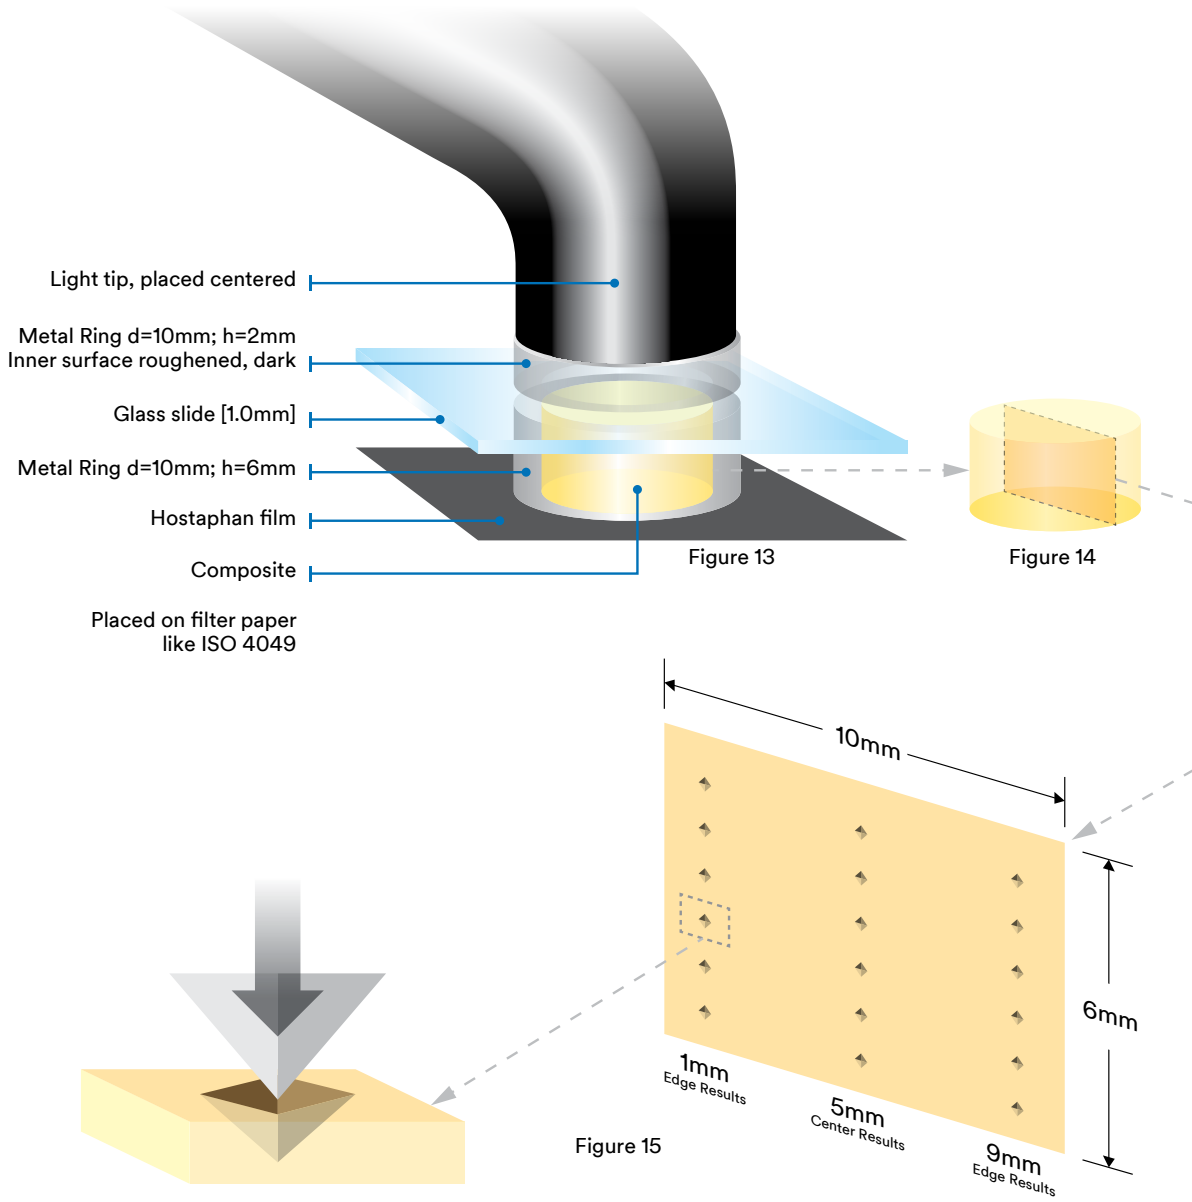 Light tip, placed centered
Metal Ring d=10mm; h=2mm
Inner surface roughened, dark
Glass slide [1.0mm]
Metal Ring d=10mm; h=6mm
Hostaphan film
Composite
Placed on filter paper
like ISO 4049
Figure 13
Figure 14
10mm
6mm
1mm
Edge Results
5mm
Center Results
9mm
Edge Results
Figure 15